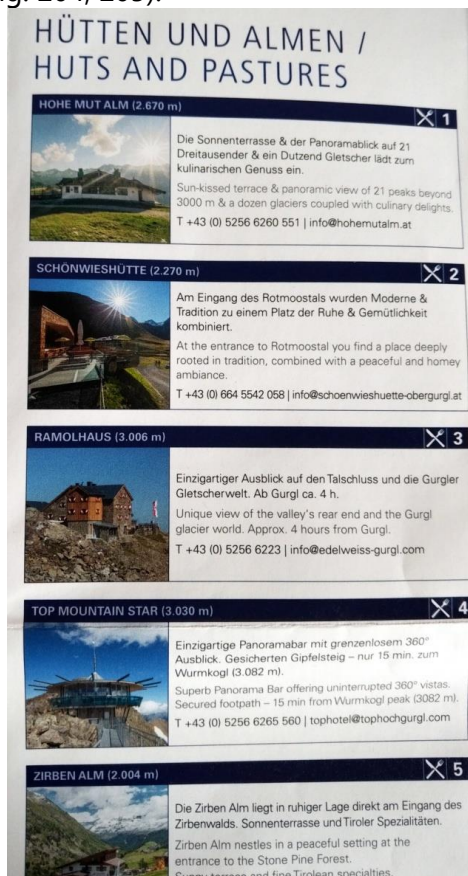 HÜTTEN UND ALMEN /
HUTS AND PASTURES
HOHE MUT ALM (2.670 m)
1
Die Sonnenterrasse & der Panoramablick auf 21
Dreitausender & ein Dutzend Gletscher lädt zum
kulinarischen Genuss ein.
Sun-kissed terrace & panoramic view of 21 peaks beyond
3000 m & a dozen glaciers coupled with culinary delights.
T +43 (0) 5256 6260 551 | info@hohemutalm.at
SCHÖNWIESHÜTTE (2.270 m)
2
Am Eingang des Rotmoostals wurden Moderne &
Tradition zu einem Platz der Ruhe & Gemütlichkeit
kombiniert.
At the entrance to Rotmoostal you find a place deeply
rooted in tradition, combined with a peaceful and homey
ambiance.
T +43 (0) 664 5542 058 | info@schoenwieshuette-obergurgl.at
RAMOLHAUS (3.006 m)
3
Einzigartiger Ausblick auf den Talschluss und die Gurgler
Gletscherwelt. Ab Gurgl ca. 4 h.
Unique view of the valley's rear end and the Gurgl
glacier world. Approx. 4 hours from Gurgl.
T +43 (0) 5256 6223 | info@edelweiss-gurgl.com
TOP MOUNTAIN STAR (3.030 m)
4
Einzigartige Panoramabar mit grenzenlosem 360°
Ausblick. Gesicherten Gipfelsteig – nur 15 min. zum
Wurmkogl (3.082 m).
Superb Panorama Bar offering uninterrupted 360° vistas.
Secured footpath – 15 min from Wurmkogl peak (3082 m).
T +43 (0) 5256 6265 560 | tophotel@tophochgurgl.com
ZIRBEN ALM (2.004 m)
5
Die Zirben Alm liegt in ruhiger Lage direkt am Eingang des
Zirbenwalds. Sonnenterrasse und Tiroler Spezialitäten.
Zirben Alm nestles in a peaceful setting at the
entrance to the Stone Pine Forest.
Sunny terrace and fine Tirolean specialties.